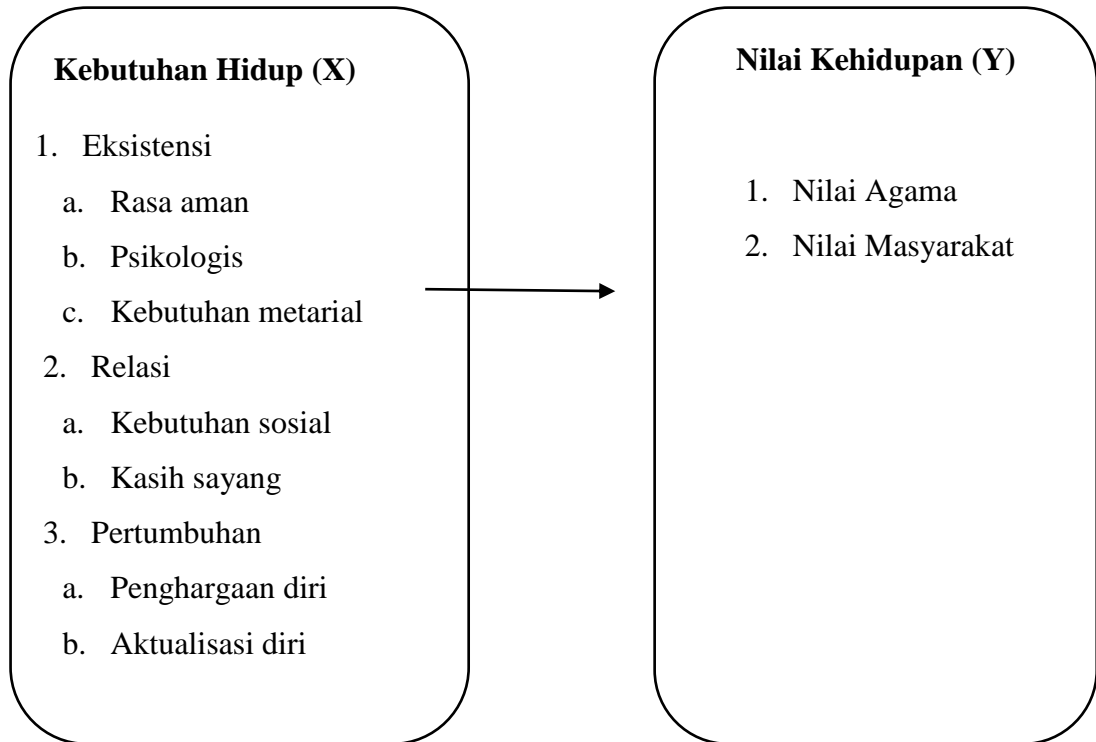 Kebutuhan Hidup (X)
1. Eksistensi
a. Rasa aman
b. Psikologis
c. Kebutuhan metarial
2. Relasi
a. Kebutuhan sosial
b. Kasih sayang
3. Pertumbuhan
a. Penghargaan diri
b. Aktualisasi diri
Nilai Kehidupan (Y)
1. Nilai Agama
2. Nilai Masyarakat